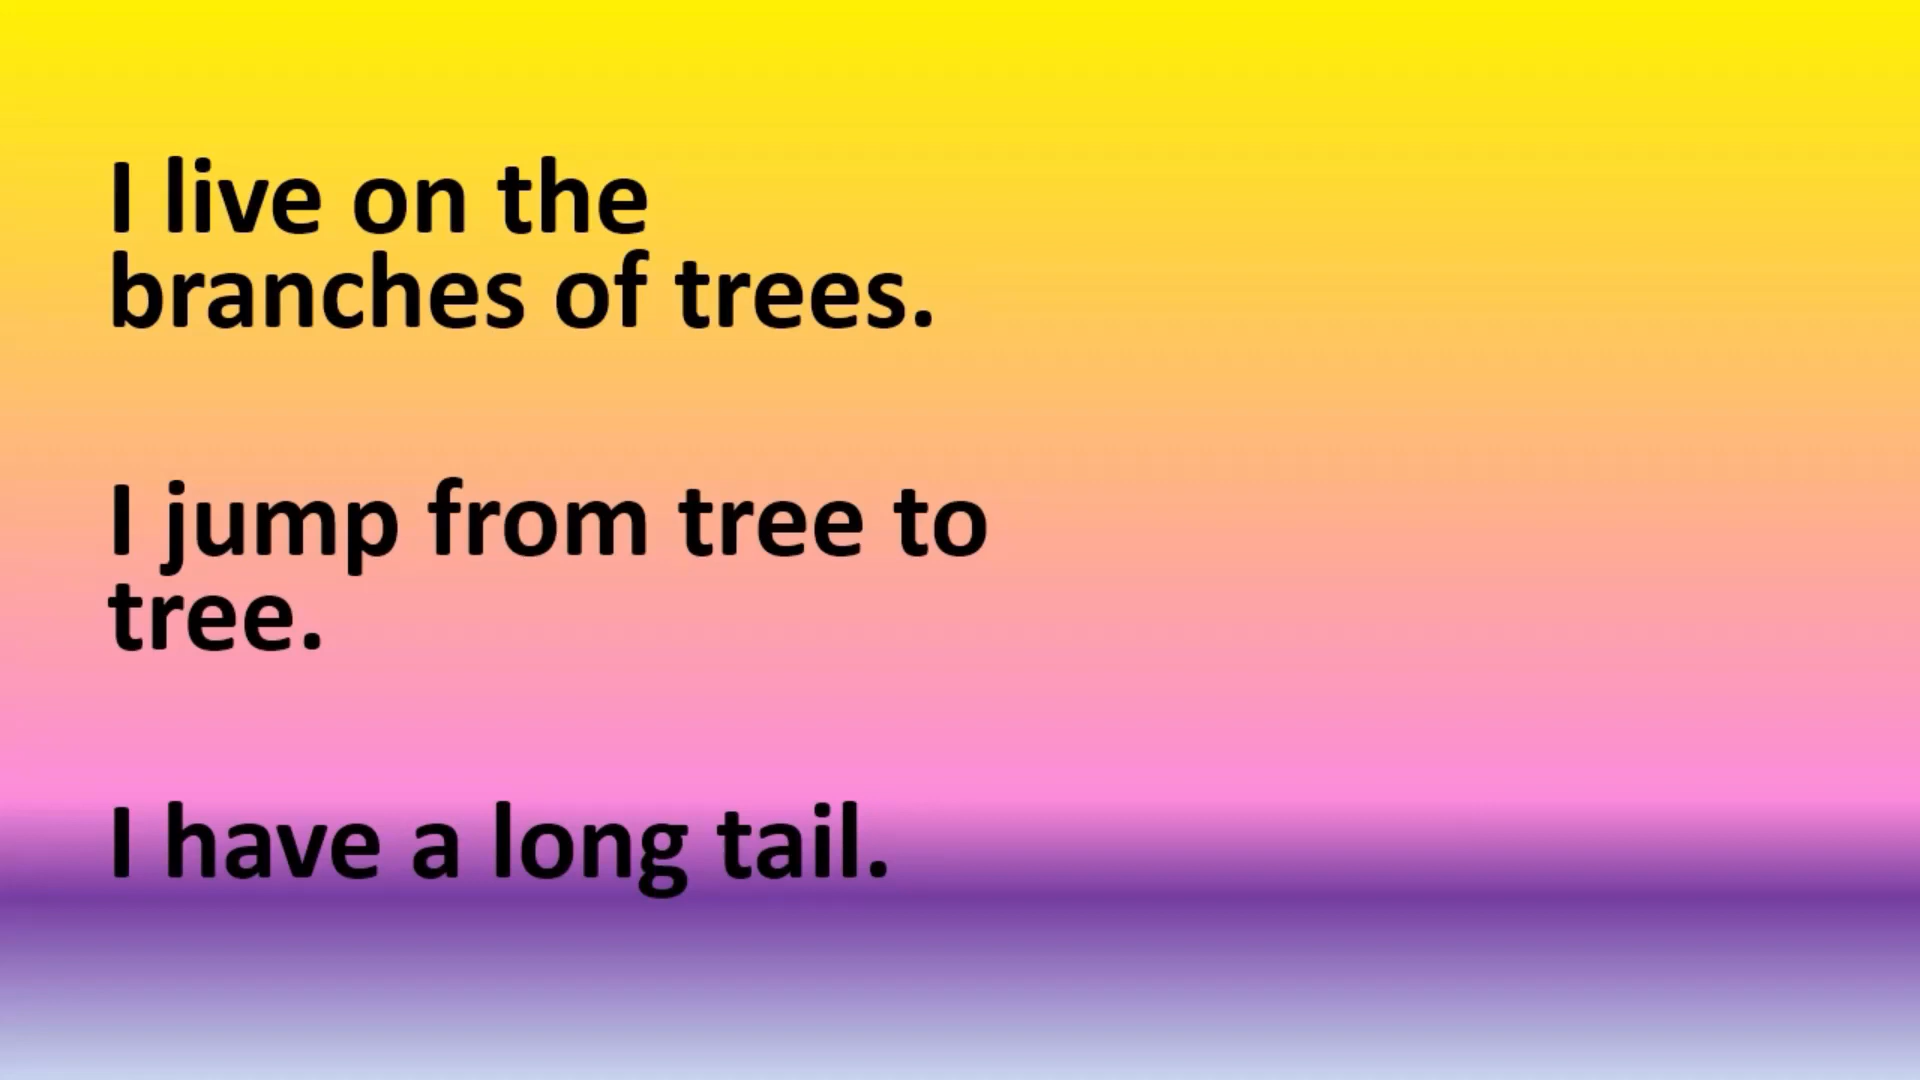 I live on the
branches of trees.
I jump from tree to
tree.
I have a long tail.